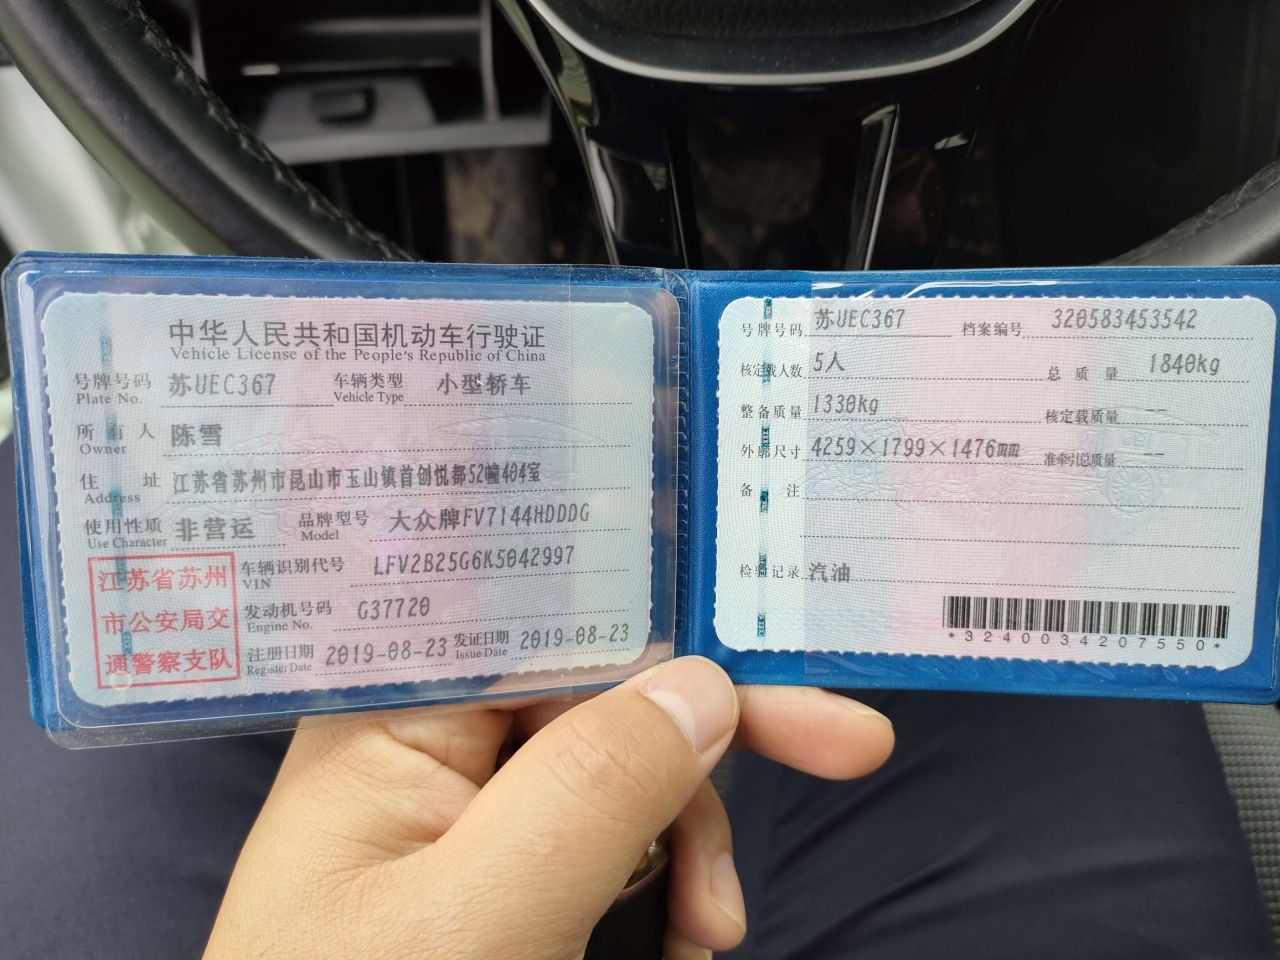 中华人民共和国机动车行驶证
Vehicle License of the People's Republic of China
号牌号码 苏UEC367 车辆类型 小型轿车
Plate No. Vehicle Type
所有人 陈雪
Owner
住址 江苏省苏州市昆山市玉山镇首创悦都52幢404室
Address
使用性质 非营运 品牌型号 大众牌FV7144HDDDG
Use Character Model
江苏省苏州
市公安局交
通警察支队
车辆识别代号 LFV2B25G6K5042997
VIN
发动机号码 G37720
Engine No.
注册日期 2019-08-23 发证日期 2019-08-23
Register Date Issue Date
号牌号码 苏UEC367 档案编号 320583453542
核定载人数 5人 总质量 1840kg
整备质量 1330kg 核定载质量 --
外廓尺寸 4259×1799×1476mm 准牵引总质量 --
备注
检验记录 汽油
*3240034207550*